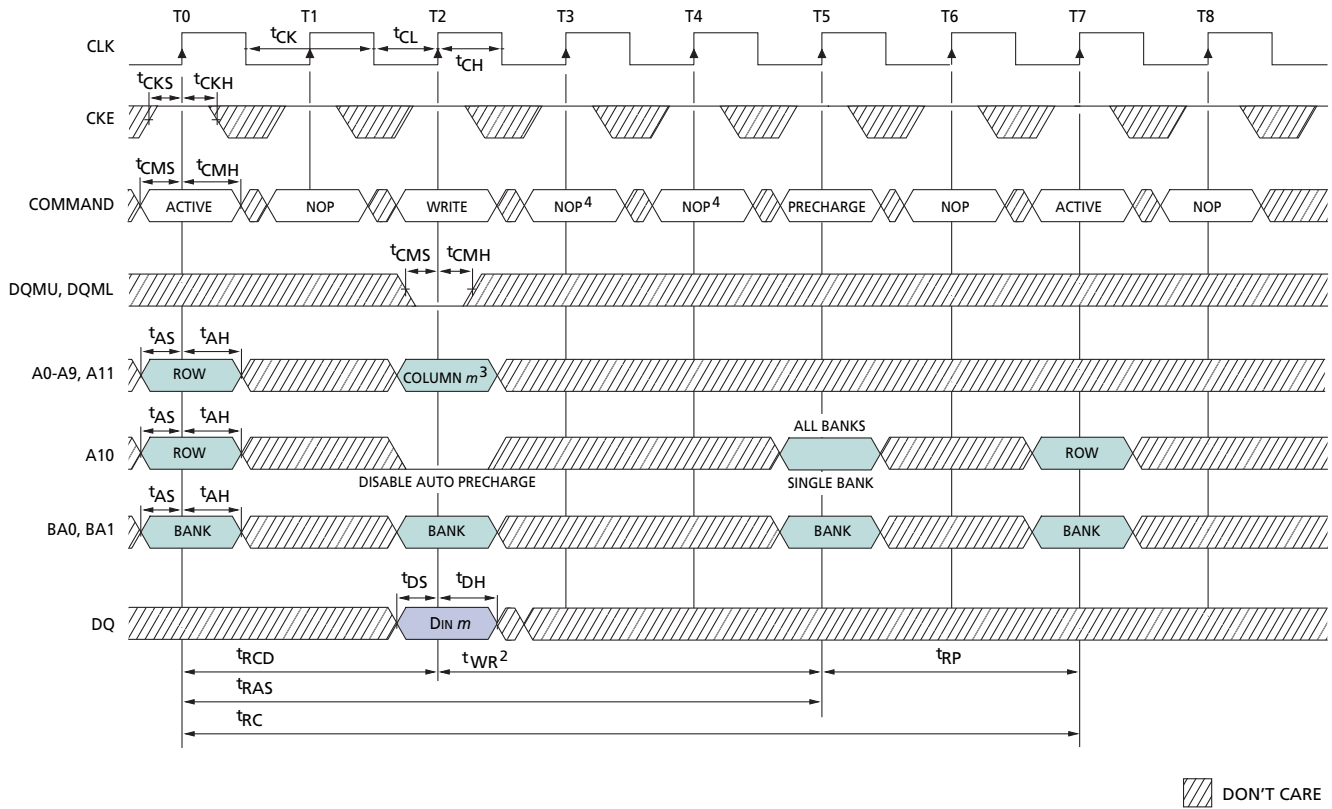 T0 T1 T2 T3 T4 T5 T6 T7 T8
tCK tCL
CLK
tCH
tCKS tCKH
CKE
tCMS tCMH
COMMAND ACTIVE NOP WRITE NOP4 NOP4 PRECHARGE NOP ACTIVE NOP
tCMS tCMH
DQMU, DQML
tAS tAH
A0-A9, A11 ROW COLUMN m3
tAS tAH ALL BANKS
A10 ROW ROW
DISABLE AUTO PRECHARGE SINGLE BANK
tAS tAH
BA0, BA1 BANK BANK BANK BANK
tDS tDH
DQ DIN m
tRCD tWR2 tRP
tRAS
tRC
DON'T CARE